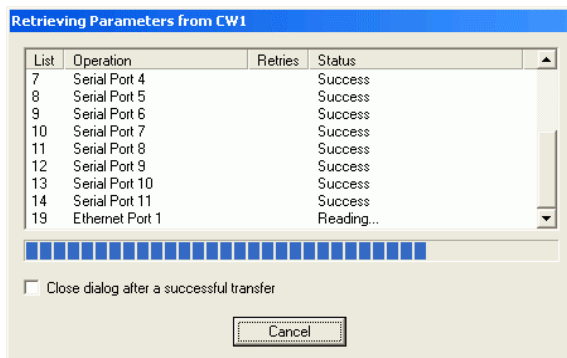 Retrieving Parameters from CW1
List Operation Retries Status
7 Serial Port 4 Success
8 Serial Port 5 Success
9 Serial Port 6 Success
10 Serial Port 7 Success
11 Serial Port 8 Success
12 Serial Port 9 Success
13 Serial Port 10 Success
14 Serial Port 11 Success
19 Ethernet Port 1 Reading...
Close dialog after a successful transfer
Cancel